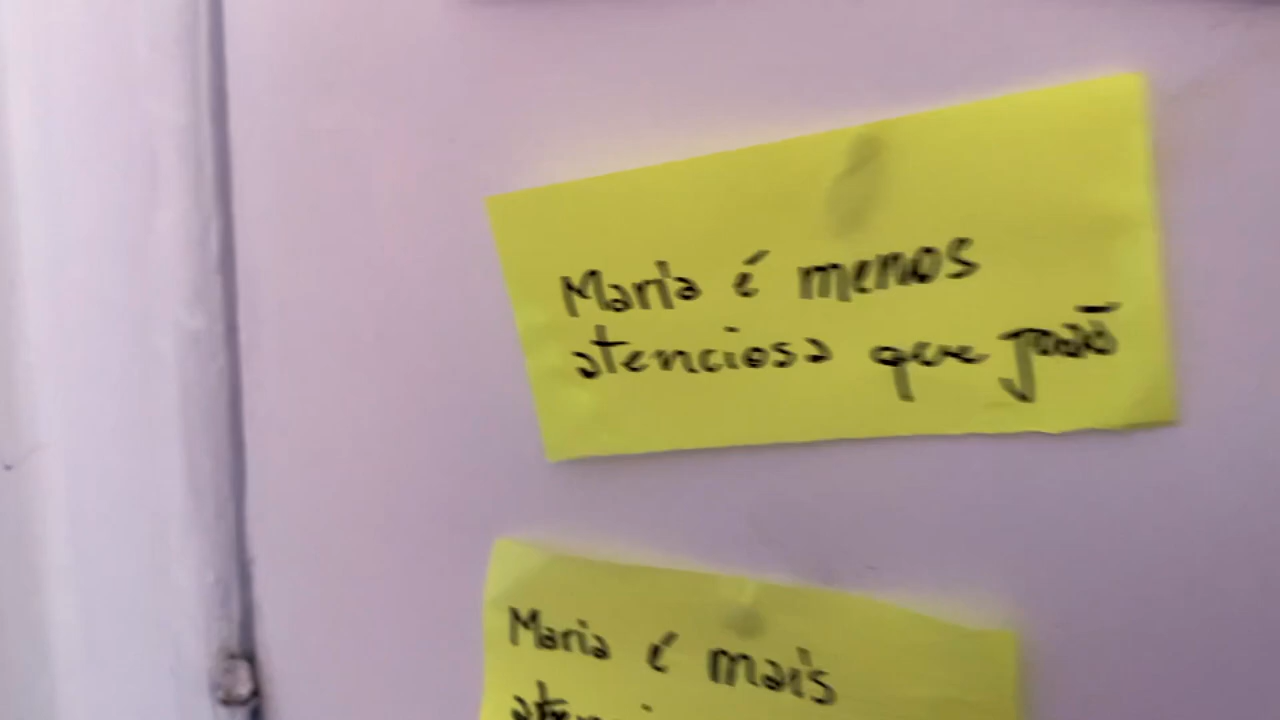 Maria é menos
atenciosa que João
Maria é mais